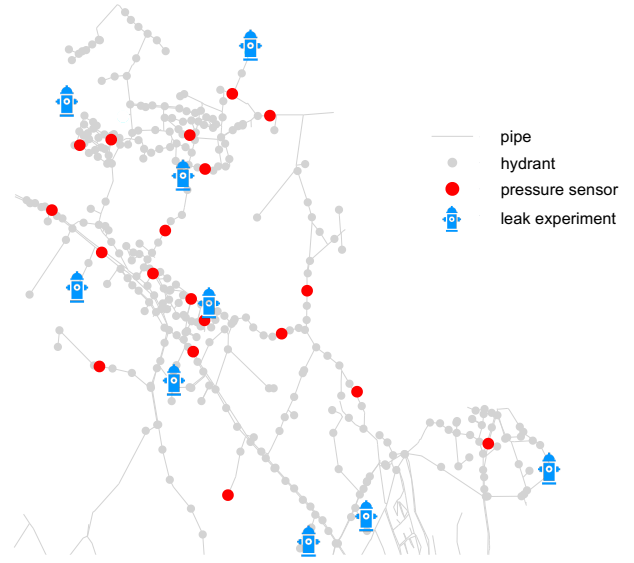 pipe
hydrant
pressure sensor
leak experiment